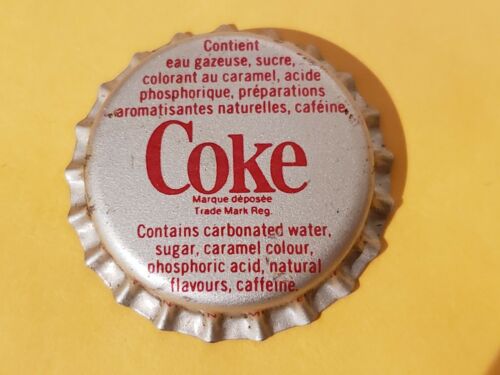 Contient
eau gazeuse, sucre,
colorant au caramel, acide
phosphorique, préparations
aromatisantes naturelles, caféine.
Coke
Marque déposée
Trade Mark Reg.
Contains carbonated water,
sugar, caramel colour,
phosphoric acid, natural
flavours, caffeine.